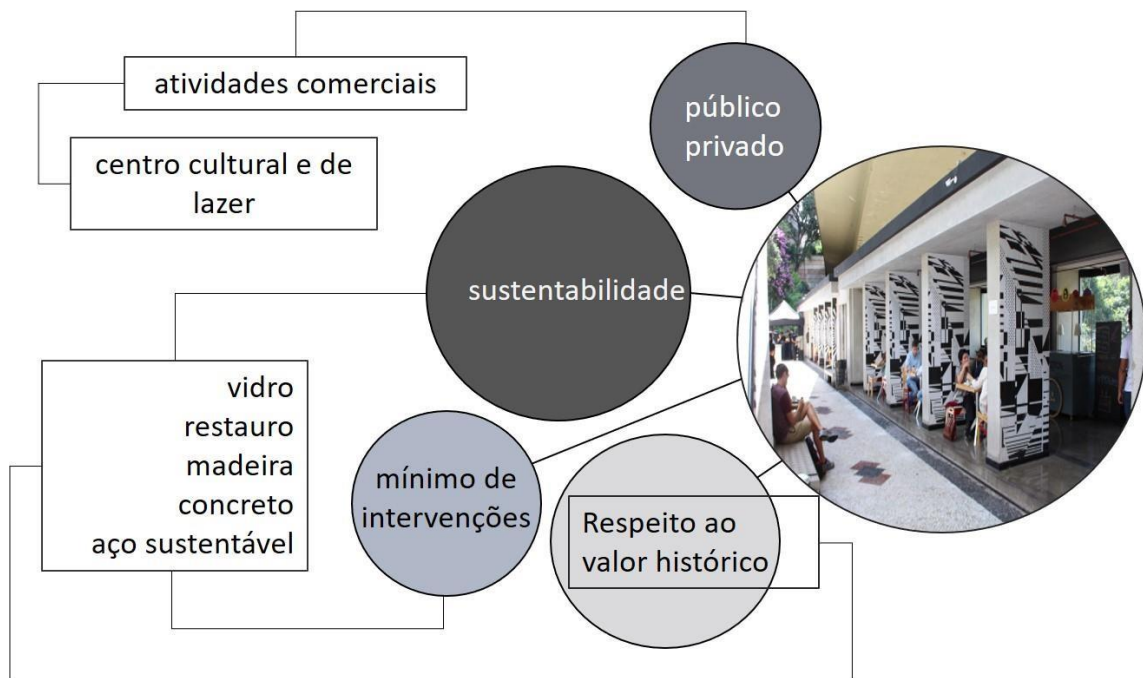 atividades comerciais
centro cultural e de
lazer
público
privado
sustentabilidade
vidro
restauro
madeira
concreto
aço sustentável
mínimo de
intervenções
Respeito ao
valor histórico